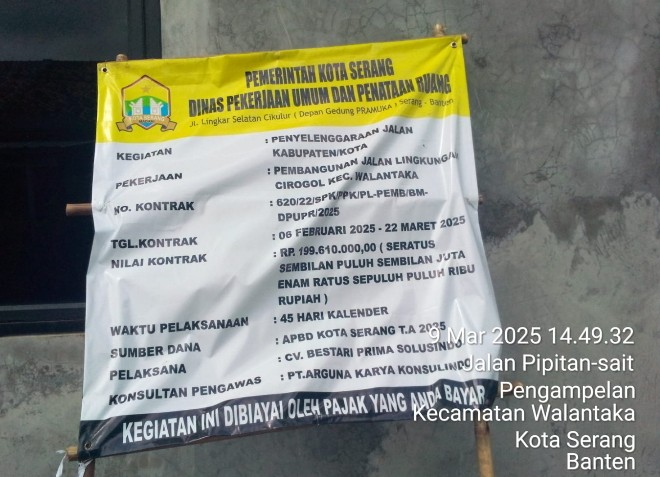 PEMERINTAH KOTA SERANG
DINAS PEKERJAAN UMUM DAN PENATAAN RUANG
Jl. Lingkar Selatan Cikulur ( Depan Gedung PRAMUKA ) Serang - Banten
KEGIATAN : PENYELENGGARAAN JALAN
KABUPATEN/KOTA
PEKERJAAN : PEMBANGUNAN JALAN LINGKUNGAN
CIROGOL KEC. WALANTAKA
NO. KONTRAK : 620/22/SPK/PPK/PL-PEMB/BM-
DPUPR/2025
TGL.KONTRAK : 06 FEBRUARI 2025 - 22 MARET 2025
NILAI KONTRAK : RP. 199.610.000,00 ( SERATUS
SEMBILAN PULUH SEMBILAN JUTA
ENAM RATUS SEPULUH PULUH RIBU
RUPIAH )
WAKTU PELAKSANAAN : 45 HARI KALENDER
SUMBER DANA : APBD KOTA SERANG T.A 2025
PELAKSANA : CV. BESTARI PRIMA SOLUSINDO
KONSULTAN PENGAWAS : PT.ARGUNA KARYA KONSULINDO
KEGIATAN INI DIBIAYAI OLEH PAJAK YANG ANDA BAYAR
9 Mar 2025 14.49.32
Jalan Pipitan-sait
Pengampelan
Kecamatan Walantaka
Kota Serang
Banten